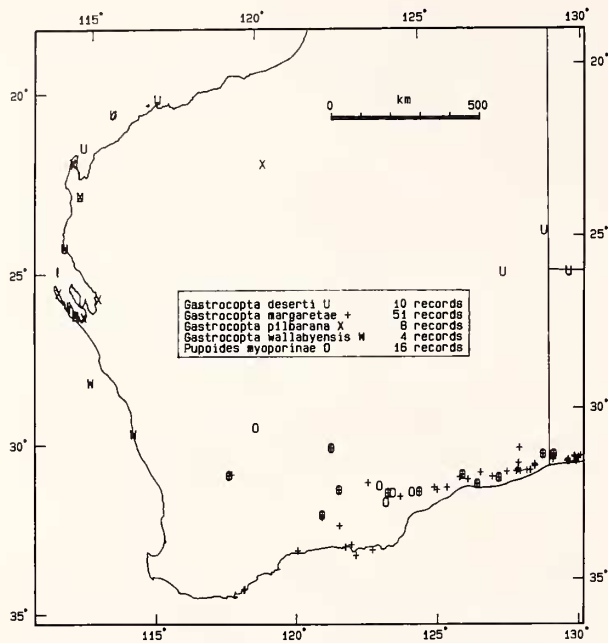 115° 120° 125° 130°
km
0 500
20° 20°
25° 25°
Gastrocopta deserti U 10 records
Gastrocopta margaretae + 51 records
Gastrocopta pilbarana X 8 records
Gastrocopta wallabyensis W 4 records
Pupoides myoporinae O 16 records
30° 30°
35° 35°
115° 120° 125° 130°